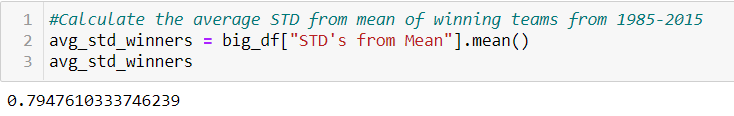 1 #Calculate the average STD from mean of winning teams from 1985-2015
2 avg_std_winners = big_df["STD's from Mean"].mean()
3 avg_std_winners
0.7947610333746239